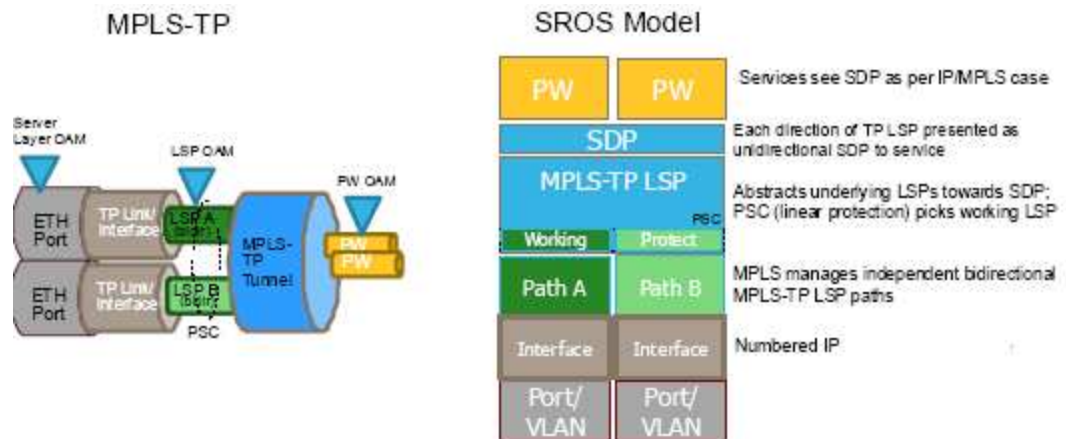 MPLS-TP
SROS Model
Server
Layer OAM
LSP OAM
PW OAM
ETH
Port
TP Link/
Interface
LSP A
(bidir)
MPLS-
TP
Tunnel
PW
PW
ETH
Port
TP Link/
Interface
LSP B
(bidir)
PSC
PW
PW
Services see SDP as per IP/MPLS case
SDP
Each direction of TP LSP presented as
unidirectional SDP to service
MPLS-TP LSP
PSC
Abstracts underlying LSPs towards SDP;
PSC (linear protection) picks working LSP
Working
Protect
Path A
Path B
MPLS manages independent bidirectional
MPLS-TP LSP paths
Interface
Interface
Numbered IP
Port/
VLAN
Port/
VLAN